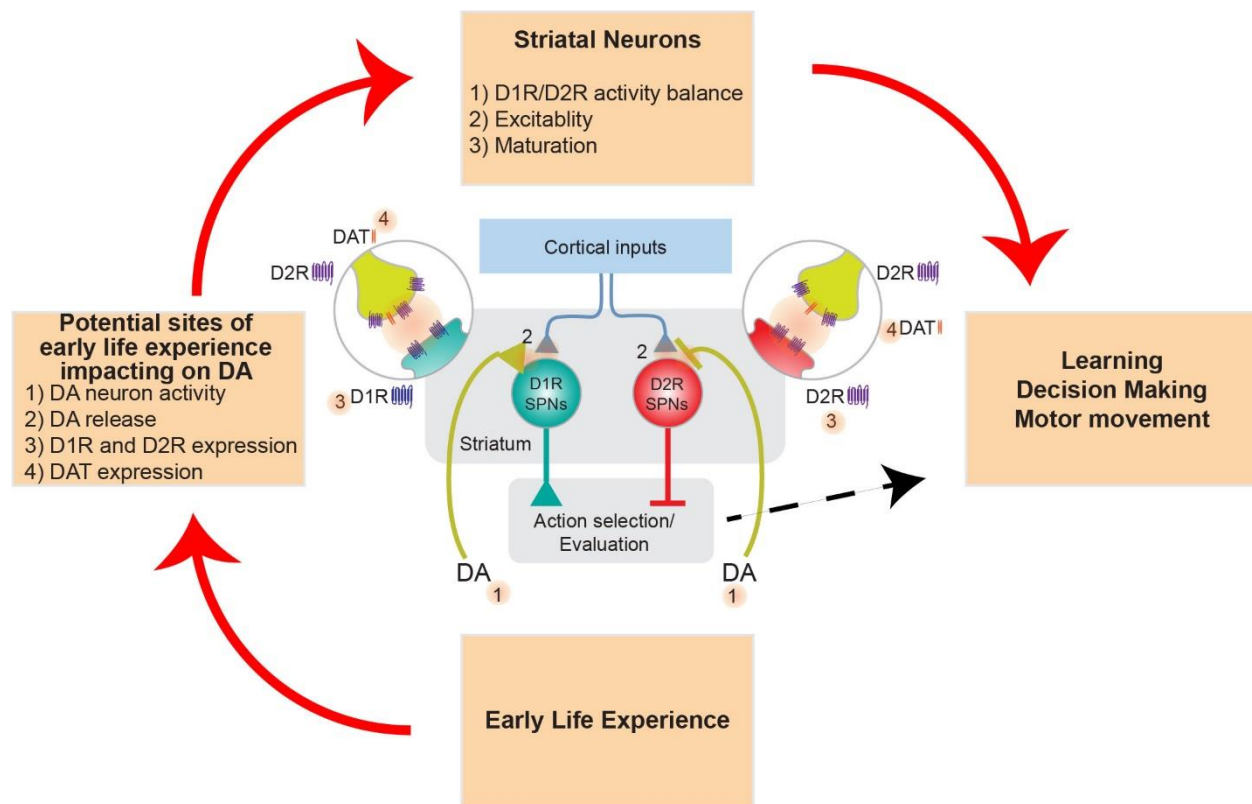 Striatal Neurons
1) D1R/D2R activity balance
2) Excitablity
3) Maturation
4
DAT
D2R
3 D1R
Cortical inputs
2
2
D1R
SPNs
D2R
SPNs
Striatum
Action selection/
Evaluation
DA
1
DA
1
D2R
4 DAT
D2R
3
Potential sites of
early life experience
impacting on DA
1) DA neuron activity
2) DA release
3) D1R and D2R expression
4) DAT expression
Learning
Decision Making
Motor movement
Early Life Experience